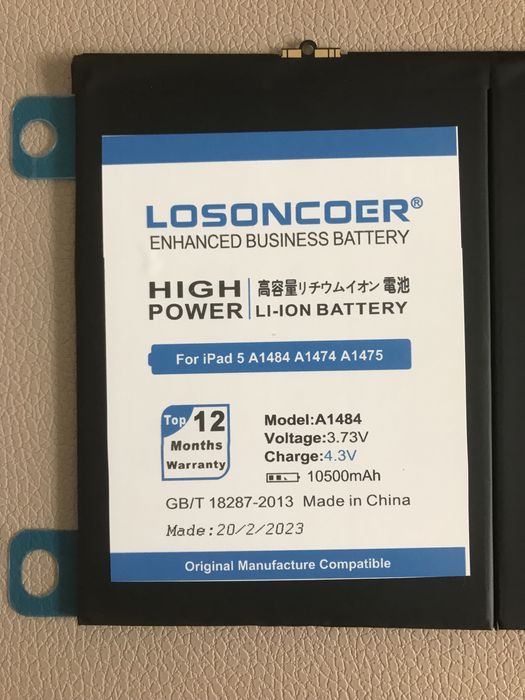 LOSONCOER®
ENHANCED BUSINESS BATTERY
HIGH POWER
高容量リチウムイオン 電池
LI-ION BATTERY
For iPad 5 A1484 A1474 A1475
Top 12
Months
Warranty
Model:A1484
Voltage:3.73V
Charge:4.3V
10500mAh
GB/T 18287-2013 Made in China
Made:20/2/2023
Original Manufacture Compatible